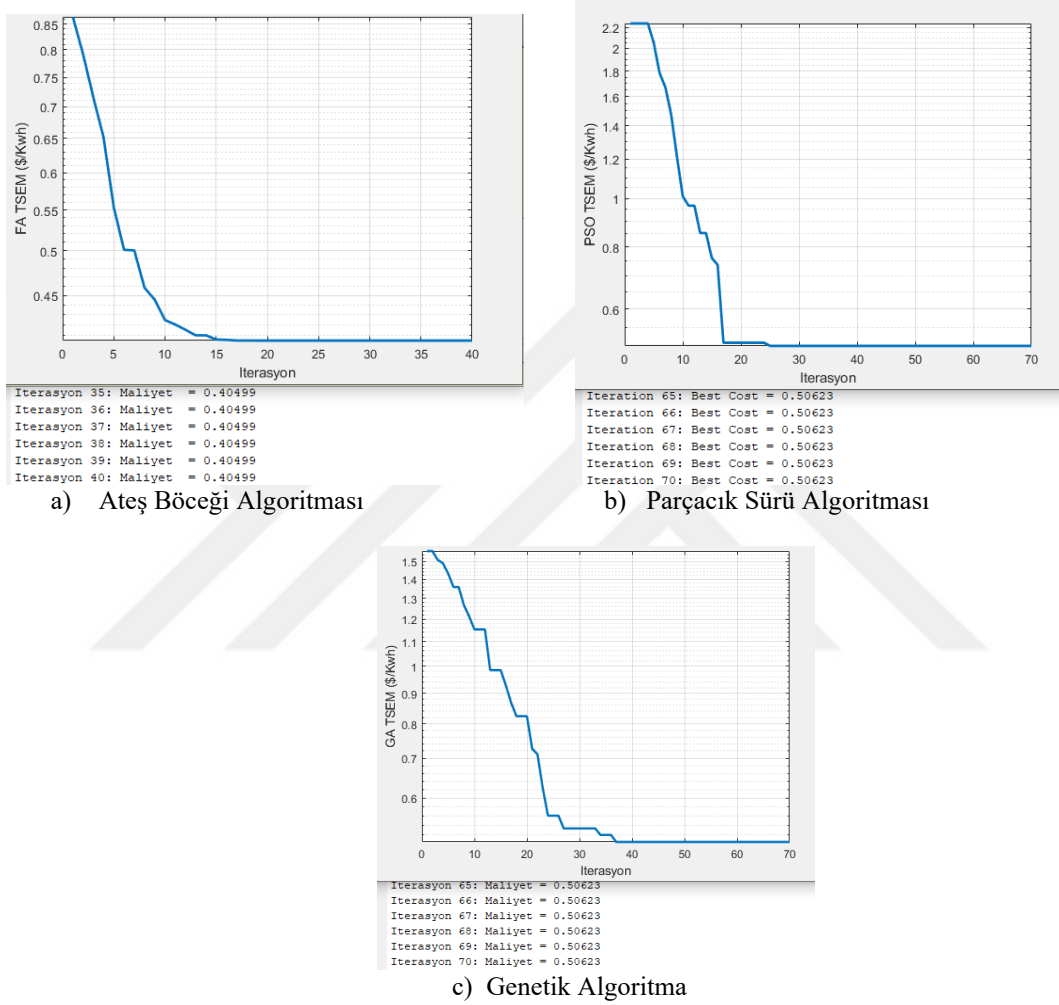 0.85
0.8
0.75
0.7
0.65
0.6
0.55
0.5
0.45
FA TSEM ($/Kwh)
0 5 10 15 20 25 30 35 40
Iterasyon
Iterasyon 35: Maliyet = 0.40499
Iterasyon 36: Maliyet = 0.40499
Iterasyon 37: Maliyet = 0.40499
Iterasyon 38: Maliyet = 0.40499
Iterasyon 39: Maliyet = 0.40499
Iterasyon 40: Maliyet = 0.40499
a) Ateş Böceği Algoritması
2.2
2
1.8
1.6
1.4
1.2
1
0.8
0.6
PSO TSEM ($/Kwh)
0 10 20 30 40 50 60 70
Iterasyon
Iteration 65: Best Cost = 0.50623
Iteration 66: Best Cost = 0.50623
Iteration 67: Best Cost = 0.50623
Iteration 68: Best Cost = 0.50623
Iteration 69: Best Cost = 0.50623
Iteration 70: Best Cost = 0.50623
b) Parçacık Sürü Algoritması
1.5
1.4
1.3
1.2
1.1
1
0.9
0.8
0.7
0.6
GA TSEM ($/Kwh)
0 10 20 30 40 50 60 70
Iterasyon
Iterasyon 65: Maliyet = 0.50623
Iterasyon 66: Maliyet = 0.50623
Iterasyon 67: Maliyet = 0.50623
Iterasyon 68: Maliyet = 0.50623
Iterasyon 69: Maliyet = 0.50623
Iterasyon 70: Maliyet = 0.50623
c) Genetik Algoritma